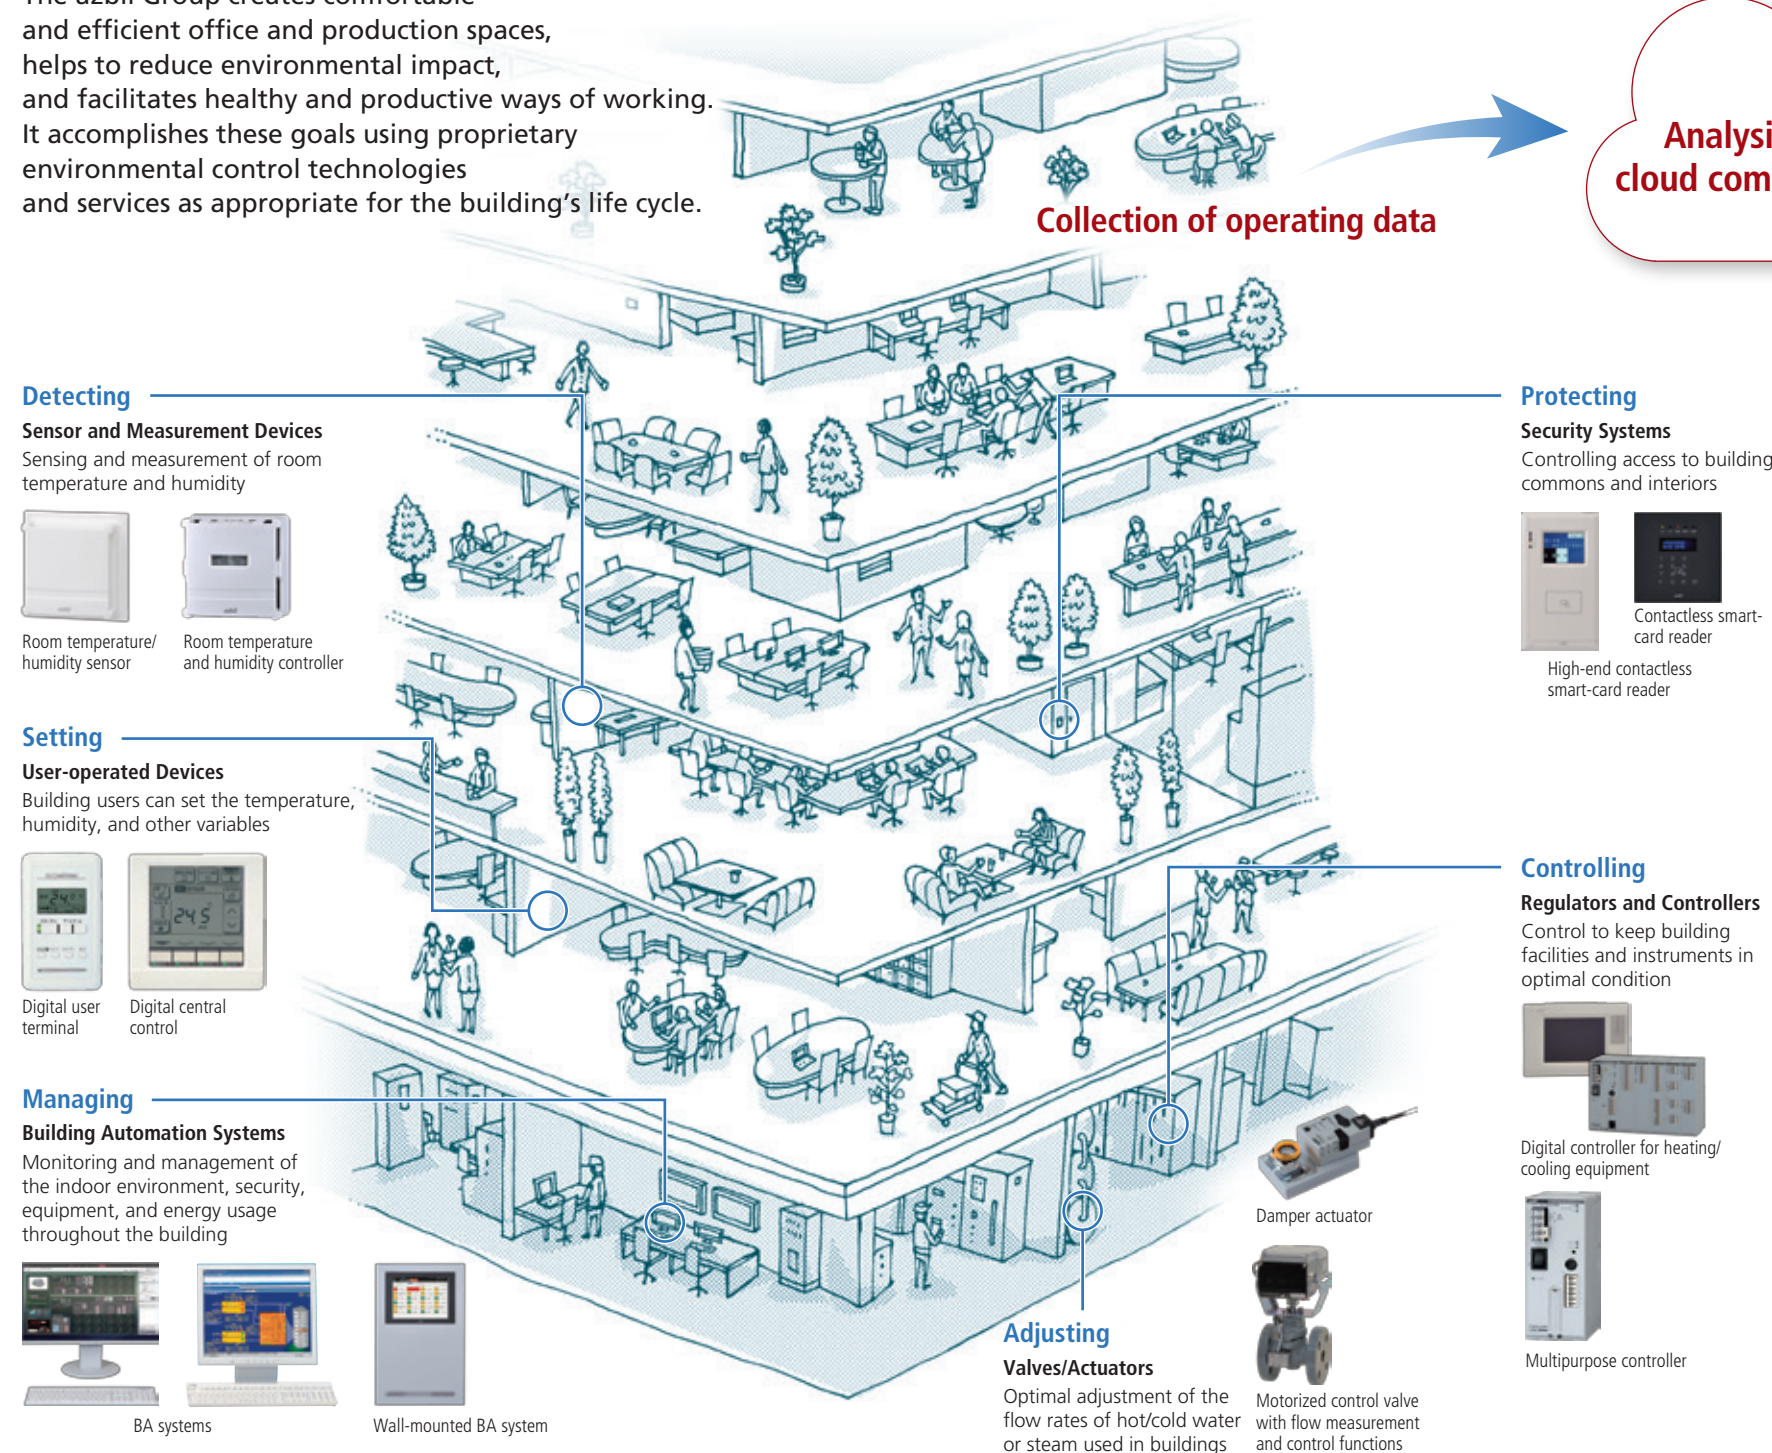 The azbil Group creates comfortable
and efficient office and production spaces,
helps to reduce environmental impact,
and facilitates healthy and productive ways of working.
It accomplishes these goals using proprietary
environmental control technologies
and services as appropriate for the building's life cycle.
Collection of operating data
Analysi
cloud com
Detecting
Sensor and Measurement Devices
Sensing and measurement of room
temperature and humidity
Room temperature/
humidity sensor
Room temperature
and humidity controller
Setting
User-operated Devices
Building users can set the temperature,
humidity, and other variables
Digital user
terminal
Digital central
control
Managing
Building Automation Systems
Monitoring and management of
the indoor environment, security,
equipment, and energy usage
throughout the building
BA systems
Wall-mounted BA system
Protecting
Security Systems
Controlling access to building
commons and interiors
Contactless smart-
card reader
High-end contactless
smart-card reader
Controlling
Regulators and Controllers
Control to keep building
facilities and instruments in
optimal condition
Digital controller for heating/
cooling equipment
Multipurpose controller
Adjusting
Valves/Actuators
Optimal adjustment of the
flow rates of hot/cold water
or steam used in buildings
Damper actuator
Motorized control valve
with flow measurement
and control functions